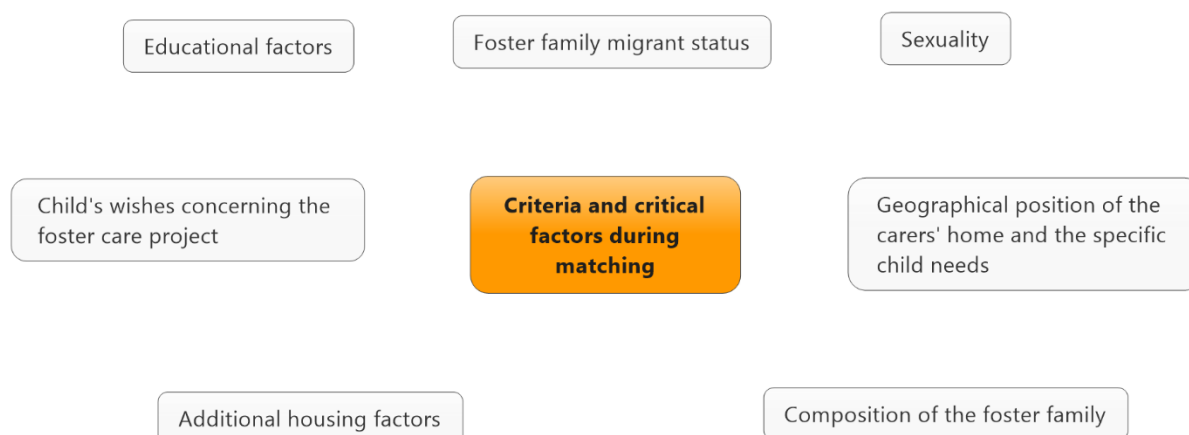 Educational factors
Foster family migrant status
Sexuality
Child's wishes concerning the
foster care project
Criteria and critical
factors during
matching
Geographical position of the
carers' home and the specific
child needs
Additional housing factors
Composition of the foster family